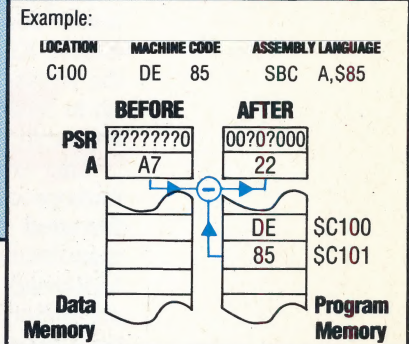 Example:
LOCATION MACHINE CODE ASSEMBLY LANGUAGE
C100 DE 85 SBC A,$85
BEFORE AFTER
PSR ???????0 00?0?000
A A7 22
DE $C100
85 $C101
Data Memory
Program Memory